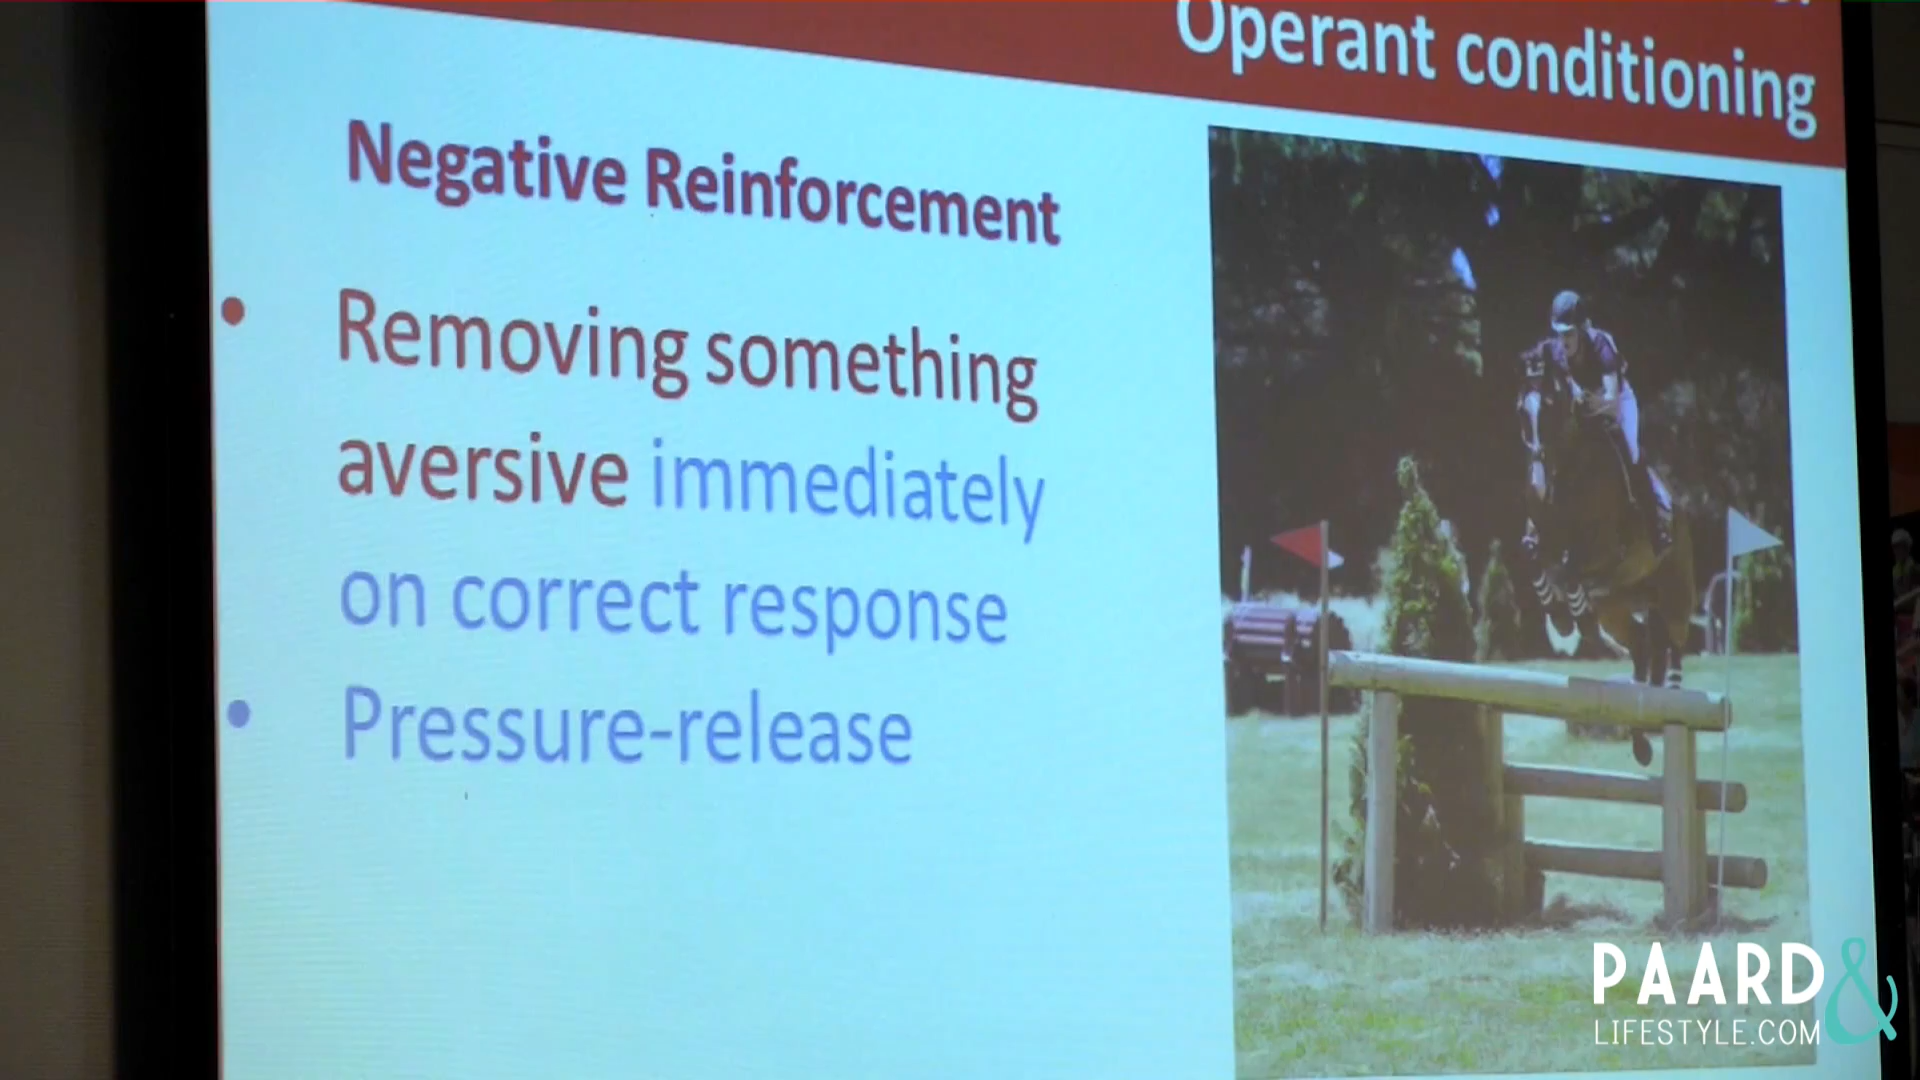 Operant conditioning
Negative Reinforcement
• Removing something
aversive immediately
on correct response
• Pressure-release
PAARD&
LIFESTYLE.COM